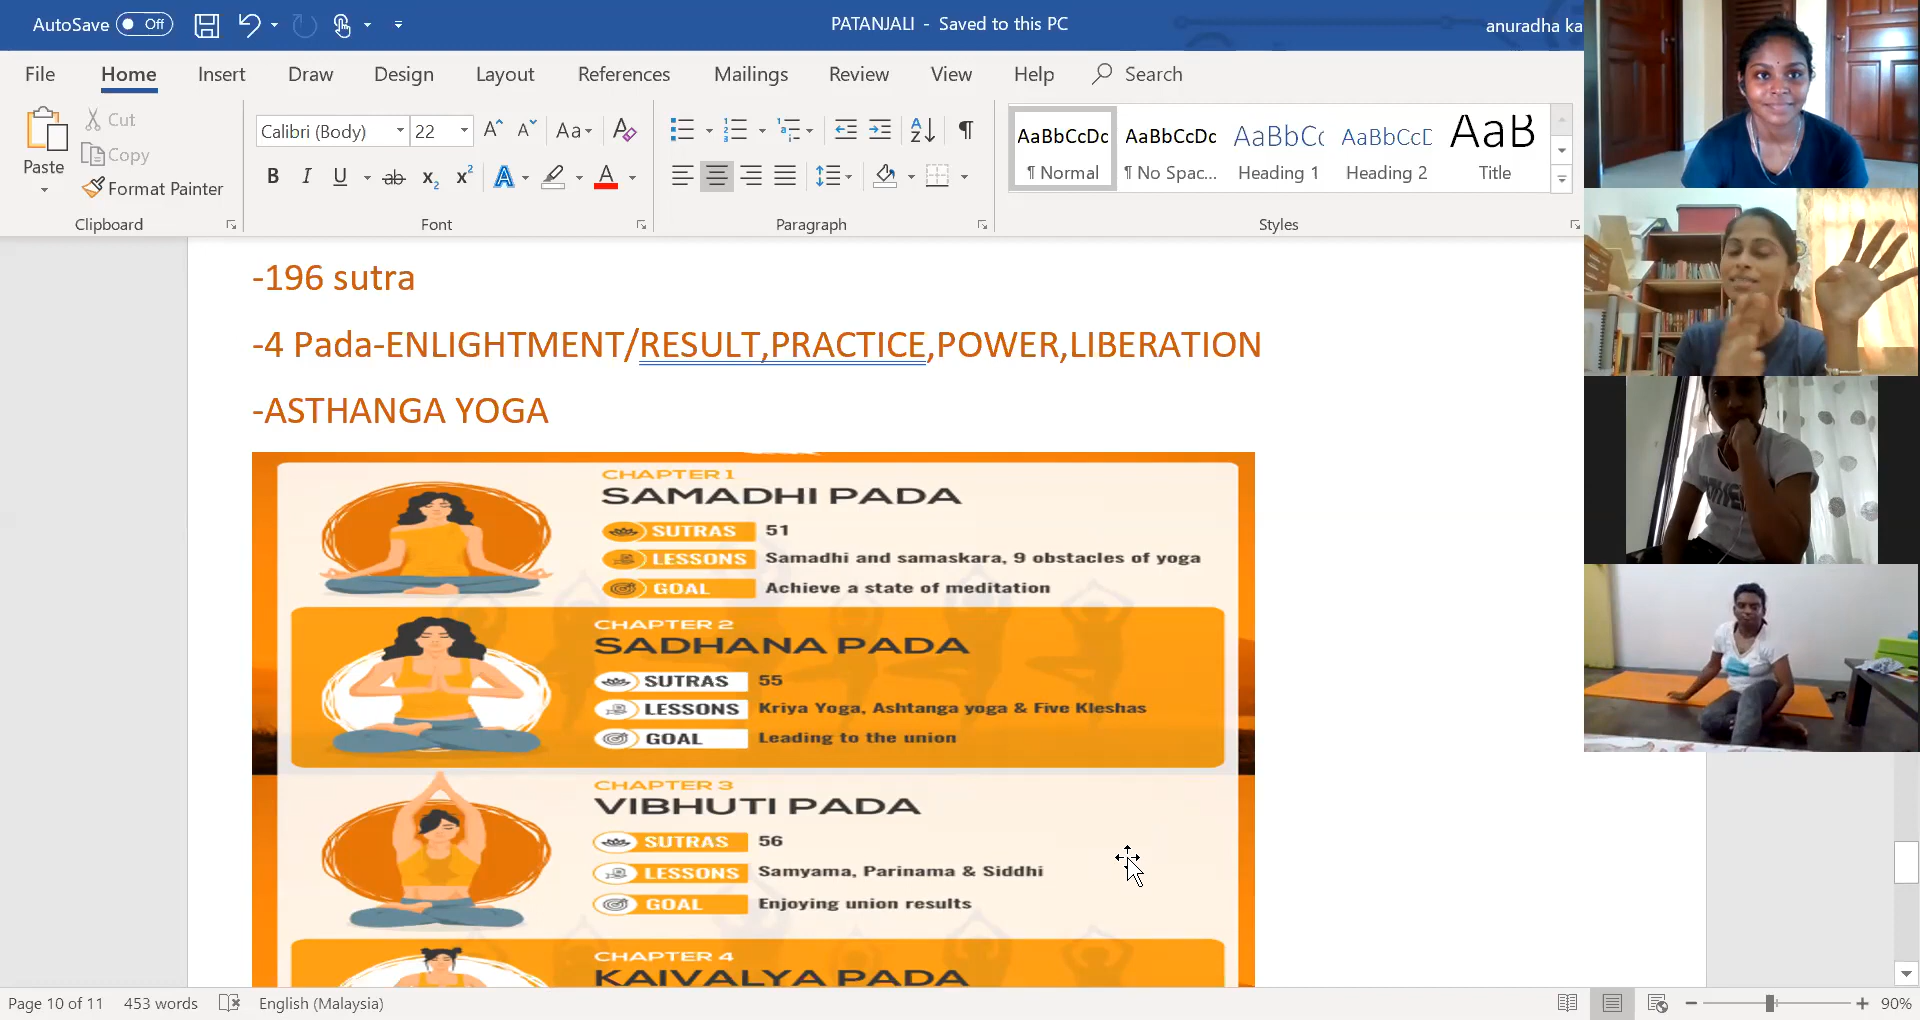 AutoSave Off
PATANJALI - Saved to this PC
anuradha ka
File Home Insert Draw Design Layout References Mailings Review View Help Search
Paste
Cut
Copy
Format Painter
Clipboard
Calibri (Body) 22
Aa
B I U ab x₂ x² A A
Font
Paragraph
AaBbCcDc AaBbCcDc AaBbC AaBbCcD AaB
¶ Normal ¶ No Spac... Heading 1 Heading 2 Title
Styles
-196 sutra
-4 Pada-ENLIGHTMENT/RESULT,PRACTICE,POWER,LIBERATION
-ASTHANGA YOGA
CHAPTER 1
SAMADHI PADA
SUTRAS 51
LESSONS Samadhi and samaskara, 9 obstacles of yoga
GOAL Achieve a state of meditation
CHAPTER 2
SADHANA PADA
SUTRAS 55
LESSONS Kriya Yoga, Ashtanga yoga & Five Kleshas
GOAL Leading to the union
CHAPTER 3
VIBHUTI PADA
SUTRAS 56
LESSONS Samyama, Parinama & Siddhi
GOAL Enjoying union results
CHAPTER 4
KAIVALYA PADA
Page 10 of 11 453 words English (Malaysia) 90%